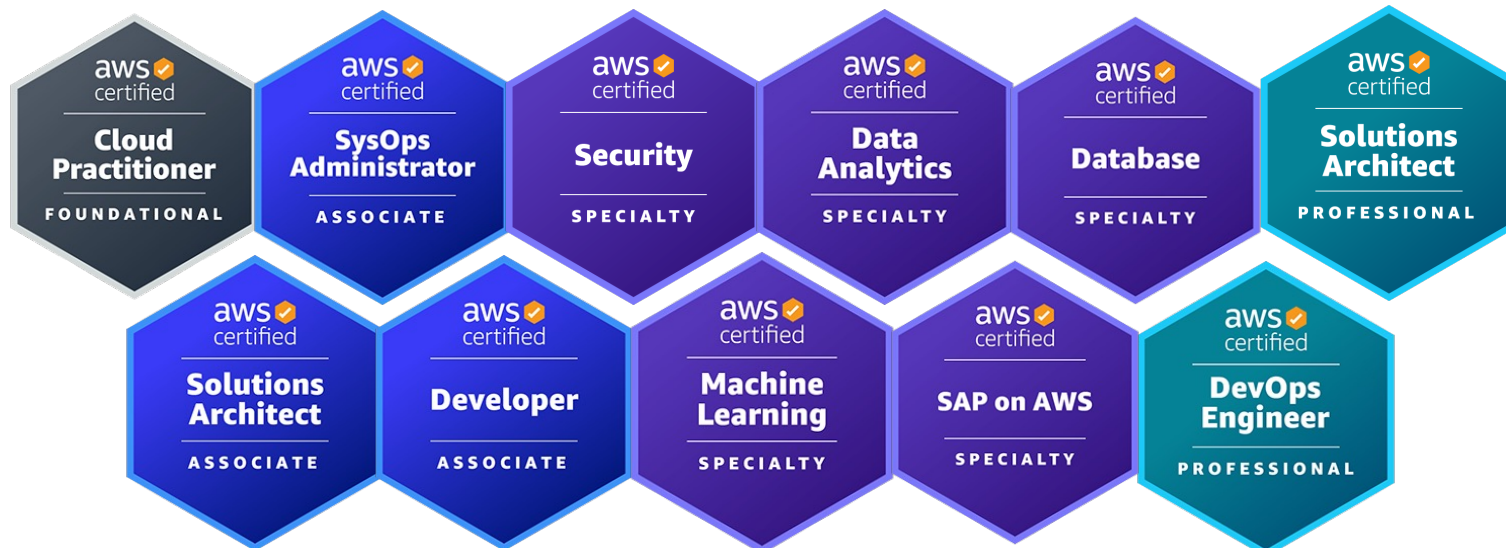 aws
certified
Cloud
Practitioner
FOUNDATIONAL
aws
certified
SysOps
Administrator
ASSOCIATE
aws
certified
Security
SPECIALTY
aws
certified
Data
Analytics
SPECIALTY
aws
certified
Database
SPECIALTY
aws
certified
Solutions
Architect
PROFESSIONAL
aws
certified
Solutions
Architect
ASSOCIATE
aws
certified
Developer
ASSOCIATE
aws
certified
Machine
Learning
SPECIALTY
aws
certified
SAP on AWS
SPECIALTY
aws
certified
DevOps
Engineer
PROFESSIONAL